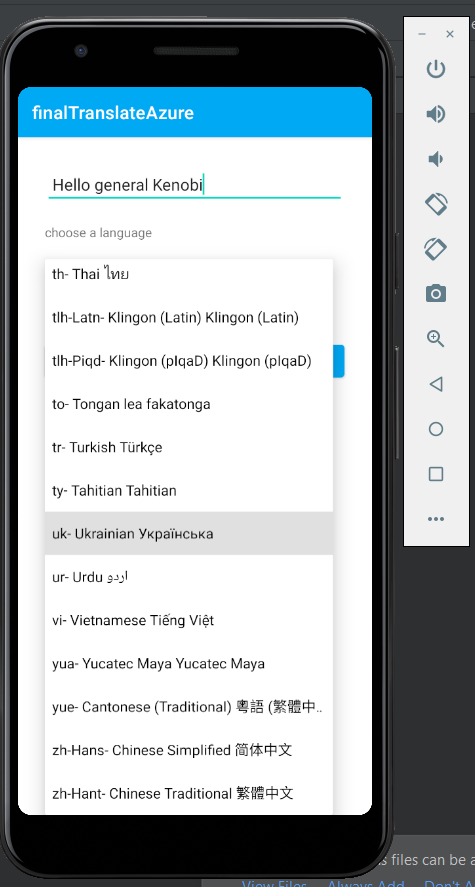 finalTranslateAzure
Hello general Kenobi
choose a language
th- Thai ไทย
tlh-Latn- Klingon (Latin) Klingon (Latin)
tlh-Piqd- Klingon (pIqaD) Klingon (pIqaD)
to- Tongan lea fakatonga
tr- Turkish Türkçe
ty- Tahitian Tahitian
uk- Ukrainian Українська
ur- Urdu اردو
vi- Vietnamese Tiếng Việt
yua- Yucatec Maya Yucatec Maya
yue- Cantonese (Traditional) 粵語 (繁體中..
zh-Hans- Chinese Simplified 简体中文
zh-Hant- Chinese Traditional 繁體中文
s files can be a
View Files Always Add Don't A